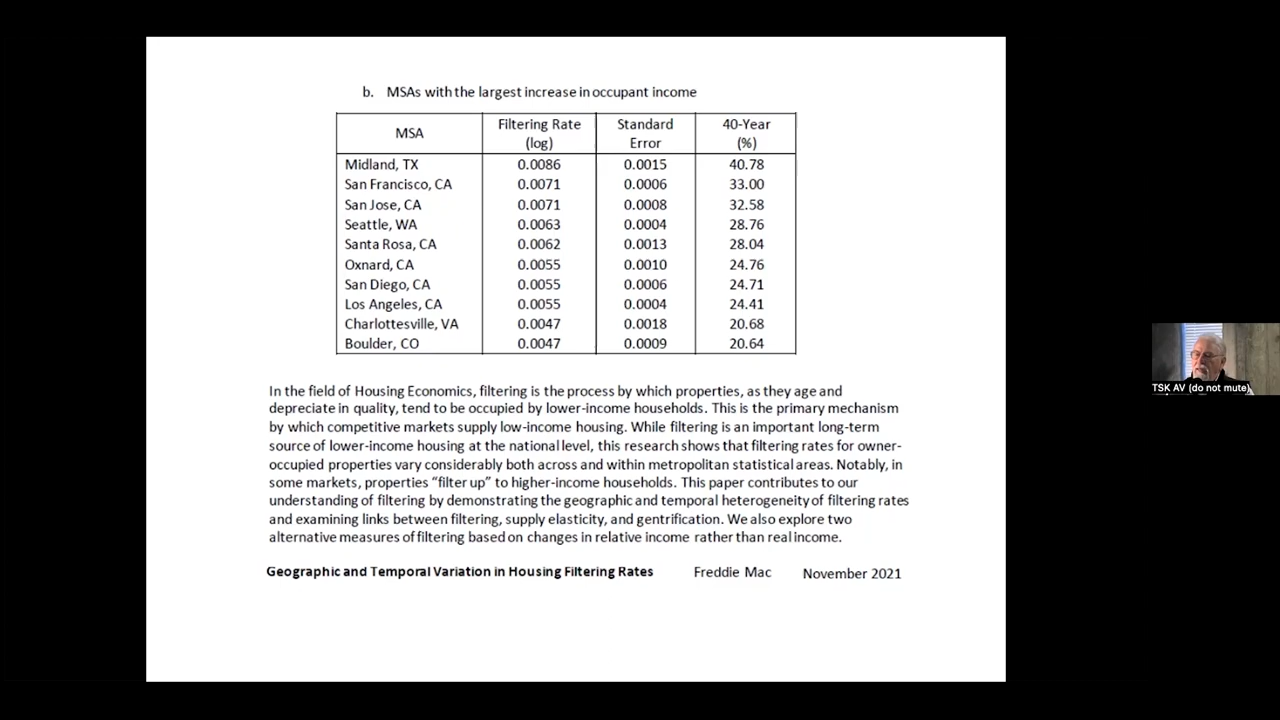 b. MSAs with the largest increase in occupant income
MSA Filtering Rate (log) Standard Error 40-Year (%)
Midland, TX 0.0086 0.0015 40.78
San Francisco, CA 0.0071 0.0006 33.00
San Jose, CA 0.0071 0.0008 32.58
Seattle, WA 0.0063 0.0004 28.76
Santa Rosa, CA 0.0062 0.0013 28.04
Oxnard, CA 0.0055 0.0010 24.76
San Diego, CA 0.0055 0.0006 24.71
Los Angeles, CA 0.0055 0.0004 24.41
Charlottesville, VA 0.0047 0.0018 20.68
Boulder, CO 0.0047 0.0009 20.64
In the field of Housing Economics, filtering is the process by which properties, as they age and
depreciate in quality, tend to be occupied by lower-income households. This is the primary mechanism
by which competitive markets supply low-income housing. While filtering is an important long-term
source of lower-income housing at the national level, this research shows that filtering rates for owner-
occupied properties vary considerably both across and within metropolitan statistical areas. Notably, in
some markets, properties “filter up” to higher-income households. This paper contributes to our
understanding of filtering by demonstrating the geographic and temporal heterogeneity of filtering rates
and examining links between filtering, supply elasticity, and gentrification. We also explore two
alternative measures of filtering based on changes in relative income rather than real income.
Geographic and Temporal Variation in Housing Filtering Rates Freddie Mac November 2021
TSK AV (do not mute)